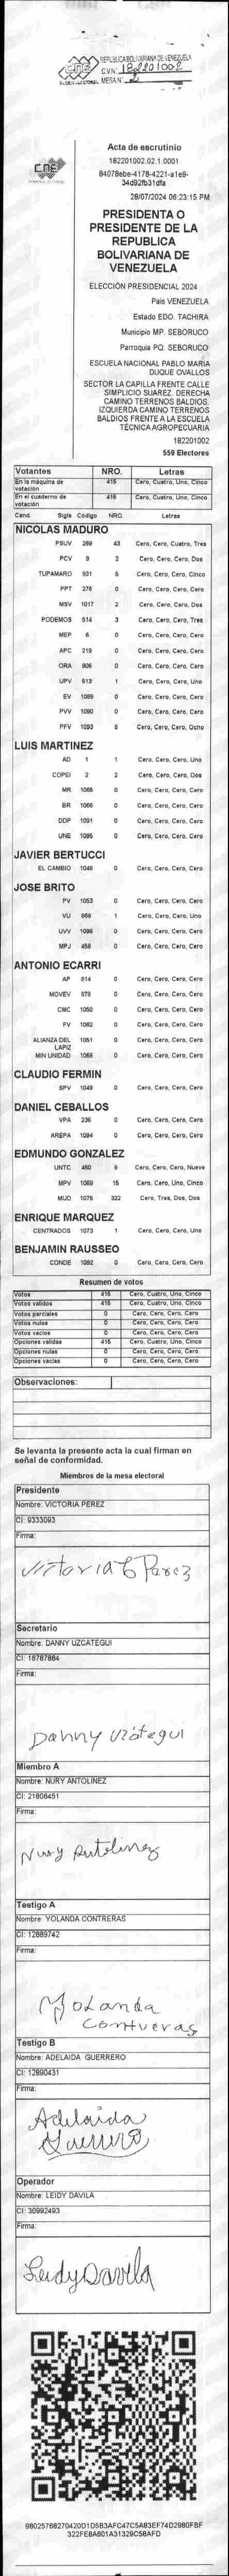 REPUBLICA BOLIVARIANA DE VENEZUELA
CNE
CVN: 182201002
MESA N° 2
PODER ELECTORAL
CNE
Acta de escrutinio
182201002.02.1.0001
84078ebe-4178-4221-a1e9-
34d92fb31dfa
28/07/2024 06:23:15 PM
PRESIDENTA O
PRESIDENTE DE LA
REPUBLICA
BOLIVARIANA DE
VENEZUELA
ELECCIÓN PRESIDENCIAL 2024
Pais VENEZUELA
Estado EDO. TACHIRA
Municipio MP. SEBORUCO
Parroquia PQ. SEBORUCO
ESCUELA NACIONAL PABLO MARIA
DUQUE OVALLOS
SECTOR LA CAPILLA FRENTE CALLE
SIMPLICIO SUAREZ. DERECHA
CAMINO TERRENOS BALDIOS.
IZQUIERDA CAMINO TERRENOS
BALDIOS FRENTE A LA ESCUELA
TÉCNICA AGROPECUARIA
182201002
559 Electores
Votantes NRO. Letras
En la máquina de votación 415 Cero, Cuatro, Uno, Cinco
En el cuaderno de votación 415 Cero, Cuatro, Uno, Cinco
Cand. Sigla Código NRO. Letras
NICOLAS MADURO
PSUV 269 43 Cero, Cero, Cuatro, Tres
PCV 9 2 Cero, Cero, Cero, Dos
TUPAMARO 931 5 Cero, Cero, Cero, Cinco
PPT 276 0 Cero, Cero, Cero, Cero
MSV 1017 2 Cero, Cero, Cero, Dos
PODEMOS 514 3 Cero, Cero, Cero, Tres
MEP 6 0 Cero, Cero, Cero, Cero
APC 219 0 Cero, Cero, Cero, Cero
ORA 906 0 Cero, Cero, Cero, Cero
UPV 613 1 Cero, Cero, Cero, Uno
EV 1089 0 Cero, Cero, Cero, Cero
PVV 1090 0 Cero, Cero, Cero, Cero
PFV 1093 8 Cero, Cero, Cero, Ocho
LUIS MARTINEZ
AD 1 1 Cero, Cero, Cero, Uno
COPEI 2 2 Cero, Cero, Cero, Dos
MR 1065 0 Cero, Cero, Cero, Cero
BR 1066 0 Cero, Cero, Cero, Cero
DDP 1091 0 Cero, Cero, Cero, Cero
UNE 1095 0 Cero, Cero, Cero, Cero
JAVIER BERTUCCI
EL CAMBIO 1048 0 Cero, Cero, Cero, Cero
JOSE BRITO
PV 1053 0 Cero, Cero, Cero, Cero
VU 868 1 Cero, Cero, Cero, Uno
UVV 1096 0 Cero, Cero, Cero, Cero
MPJ 458 0 Cero, Cero, Cero, Cero
ANTONIO ECARRI
AP 814 0 Cero, Cero, Cero, Cero
MOVEV 978 0 Cero, Cero, Cero, Cero
CMC 1050 0 Cero, Cero, Cero, Cero
FV 1062 0 Cero, Cero, Cero, Cero
ALIANZA DEL LAPIZ 1051 0 Cero, Cero, Cero, Cero
MIN UNIDAD 1088 0 Cero, Cero, Cero, Cero
CLAUDIO FERMIN
SPV 1049 0 Cero, Cero, Cero, Cero
DANIEL CEBALLOS
VPA 236 0 Cero, Cero, Cero, Cero
AREPA 1094 0 Cero, Cero, Cero, Cero
EDMUNDO GONZALEZ
UNTC 460 9 Cero, Cero, Cero, Nueve
MPV 1069 15 Cero, Cero, Uno, Cinco
MUD 1075 322 Cero, Tres, Dos, Dos
ENRIQUE MARQUEZ
CENTRADOS 1073 1 Cero, Cero, Cero, Uno
BENJAMIN RAUSSEO
CONDE 1092 0 Cero, Cero, Cero, Cero
Resumen de votos
Votos 415 Cero, Cuatro, Uno, Cinco
Votos validos 415 Cero, Cuatro, Uno, Cinco
Votos parciales 0 Cero, Cero, Cero, Cero
Votos nulos 0 Cero, Cero, Cero, Cero
Votos vacios 0 Cero, Cero, Cero, Cero
Opciones validas 415 Cero, Cuatro, Uno, Cinco
Opciones nulas 0 Cero, Cero, Cero, Cero
Opciones vacias 0 Cero, Cero, Cero, Cero
Observaciones:
Se levanta la presente acta la cual firman en
señal de conformidad.
Miembros de la mesa electoral
Presidente
Nombre: VICTORIA PEREZ
CI: 9333093
Firma:
Victoria E Perez
Secretario
Nombre: DANNY UZCATEGUI
CI: 16787884
Firma:
Danny Uzcátegui
Miembro A
Nombre: NURY ANTOLINEZ
CI: 21806451
Firma:
Nury Antolinez
Testigo A
Nombre: YOLANDA CONTRERAS
CI: 12889742
Firma:
Yolanda
Contreras
Testigo B
Nombre: ADELAIDA GUERRERO
CI: 12890431
Firma:
Adelaida
Guerrero
Operador
Nombre: LEIDY DAVILA
CI: 30992493
Firma:
Leidy Davila
98025768270420D1D5B3AFC47C5A83EF74D2980FBF
322FE8A601A31329C58AFD